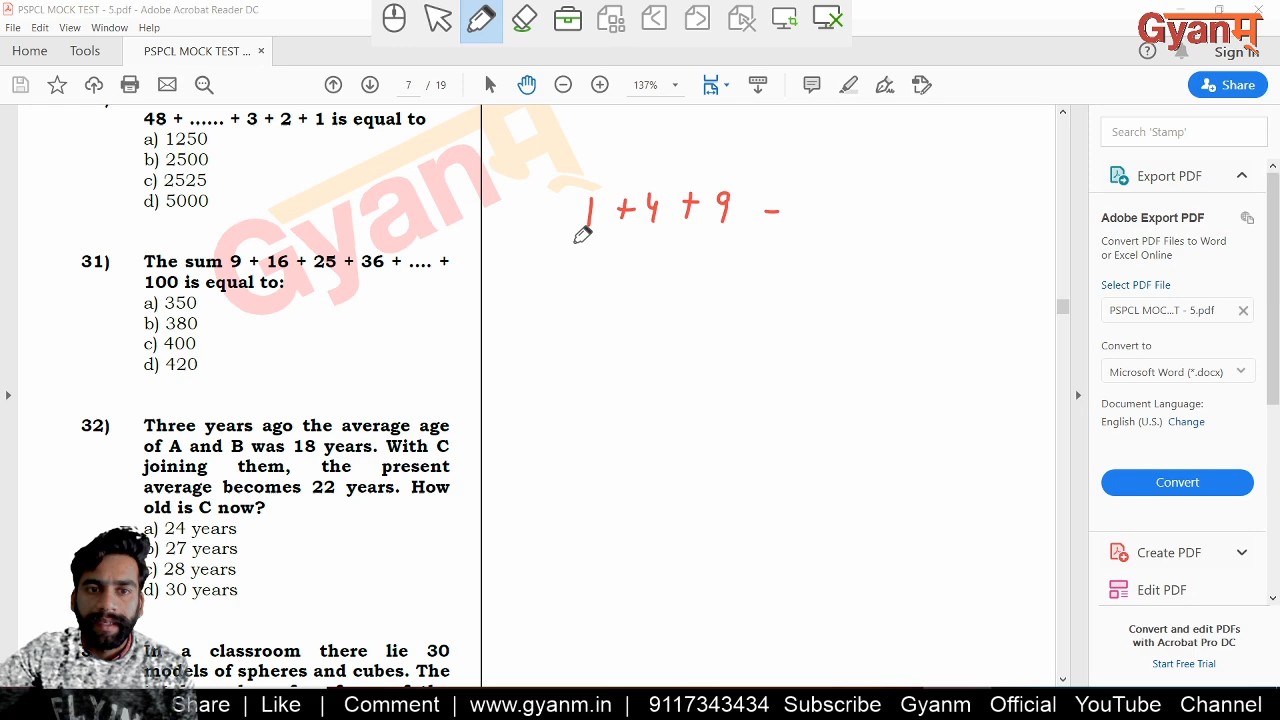 PSPCL MOCK TEST - 5.pdf - Adobe Acrobat Reader DC
File Edit View Window Help
Home Tools PSPCL MOCK TEST ... ×
Sign In
7 / 19 137% Share
Gyanम्
Gyanम्
48 + ...... + 3 + 2 + 1 is equal to
a) 1250
b) 2500
c) 2525
d) 5000
31) The sum 9 + 16 + 25 + 36 + .... +
100 is equal to:
a) 350
b) 380
c) 400
d) 420
32) Three years ago the average age
of A and B was 18 years. With C
joining them, the present
average becomes 22 years. How
old is C now?
a) 24 years
b) 27 years
c) 28 years
d) 30 years
In a classroom there lie 30
models of spheres and cubes. The
1 + 4 + 9 -
Search 'Stamp'
Export PDF
Adobe Export PDF
Convert PDF Files to Word
or Excel Online
Select PDF File
PSPCL MOC...T - 5.pdf ×
Convert to
Microsoft Word (*.docx)
Document Language:
English (U.S.) Change
Convert
Create PDF
Edit PDF
Convert and edit PDFs
with Acrobat Pro DC
Start Free Trial
Share | Like | Comment | www.gyanm.in | 9117343434 Subscribe Gyanm Official YouTube Channel